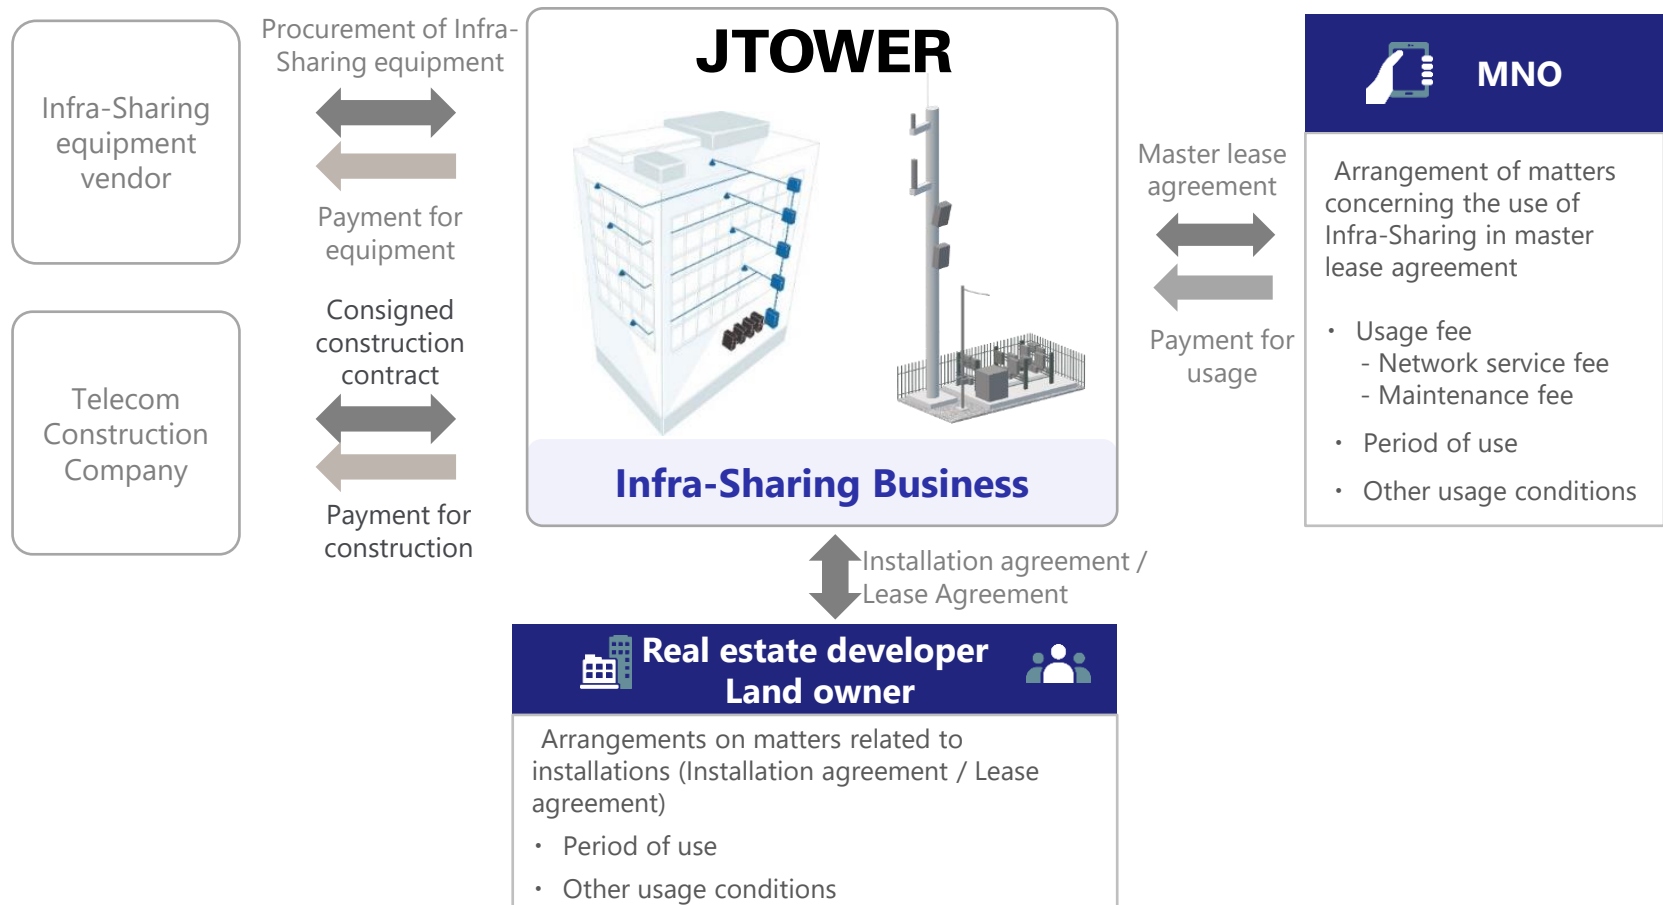 Infra-Sharing
equipment
vendor
Procurement of Infra-
Sharing equipment
Payment for
equipment
Telecom
Construction
Company
Consigned
construction
contract
Payment for
construction
JTOWER
Infra-Sharing Business
Master lease
agreement
Payment for
usage
MNO
Arrangement of matters
concerning the use of
Infra-Sharing in master
lease agreement
・ Usage fee
- Network service fee
- Maintenance fee
・ Period of use
・ Other usage conditions
Installation agreement /
Lease Agreement
Real estate developer
Land owner
Arrangements on matters related to
installations (Installation agreement / Lease
agreement)
・ Period of use
・ Other usage conditions